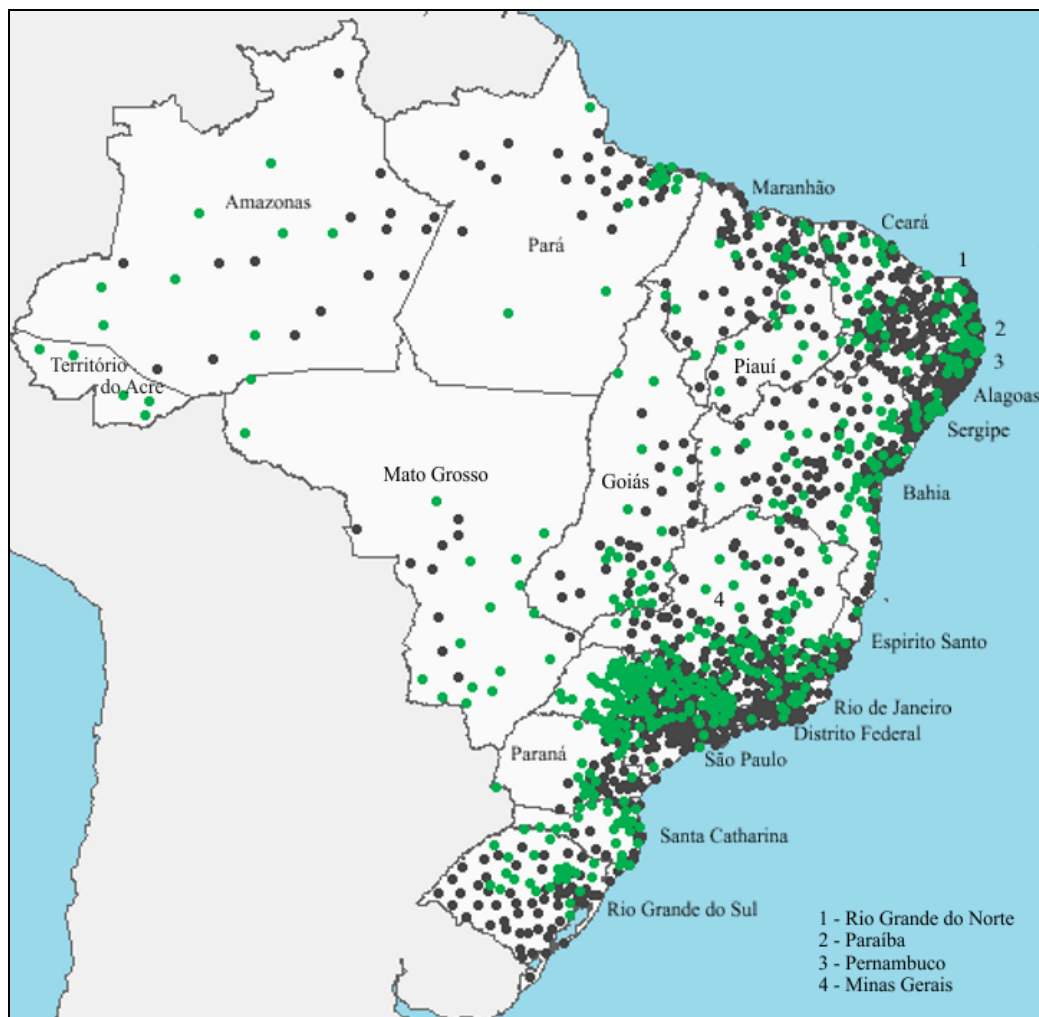 Maranhão
Amazonas
Ceará
Pará
1
2
Território
do Acre
Piauí
3
Alagoas
Sergipe
Mato Grosso
Goiás
Bahia
4
Espirito Santo
Rio de Janeiro
Distrito Federal
Paraná
São Paulo
Santa Catharina
Rio Grande do Sul
1 - Rio Grande do Norte
2 - Paraíba
3 - Pernambuco
4 - Minas Gerais